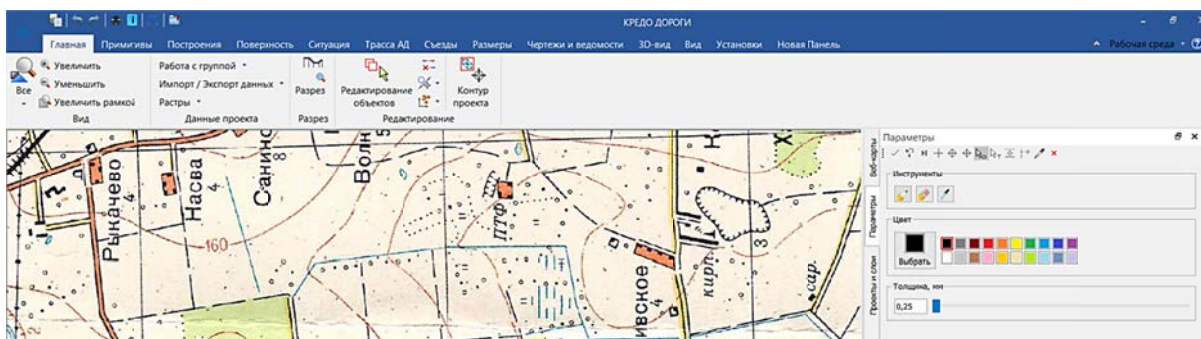 КРЕДО ДОРОГИ
Главная Примитивы Построения Поверхность Ситуация Трасса АД Съезды Размеры Чертежи и ведомости 3D-вид Вид Установки Новая Панель Рабочая среда
Все
Увеличить
Уменьшить
Увеличить рамкой
Вид
Работа с группой
Импорт / Экспорт данных
Растры
Данные проекта
Разрез
Разрез
Редактирование
объектов
Контур
проекта
Редактирование
Рыкачево
4
Насва
4
Санино
8
Волн
5
160
ПТФ
ивское
4
кирп.
3
сар.
Х
Веб-карты
Параметры
Проекты и слои
Параметры
Инструменты
Цвет
Выбрать
Толщина, мм
0,25